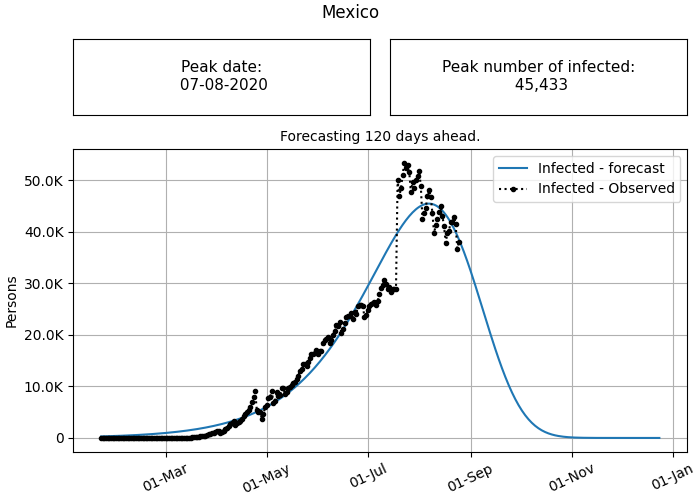 Mexico
Peak date:
07-08-2020
Peak number of infected:
45,433
Forecasting 120 days ahead.
Infected - forecast
Infected - Observed
Persons
50.0K
40.0K
30.0K
20.0K
10.0K
0
01-Mar
01-May
01-Jul
01-Sep
01-Nov
01-Jan